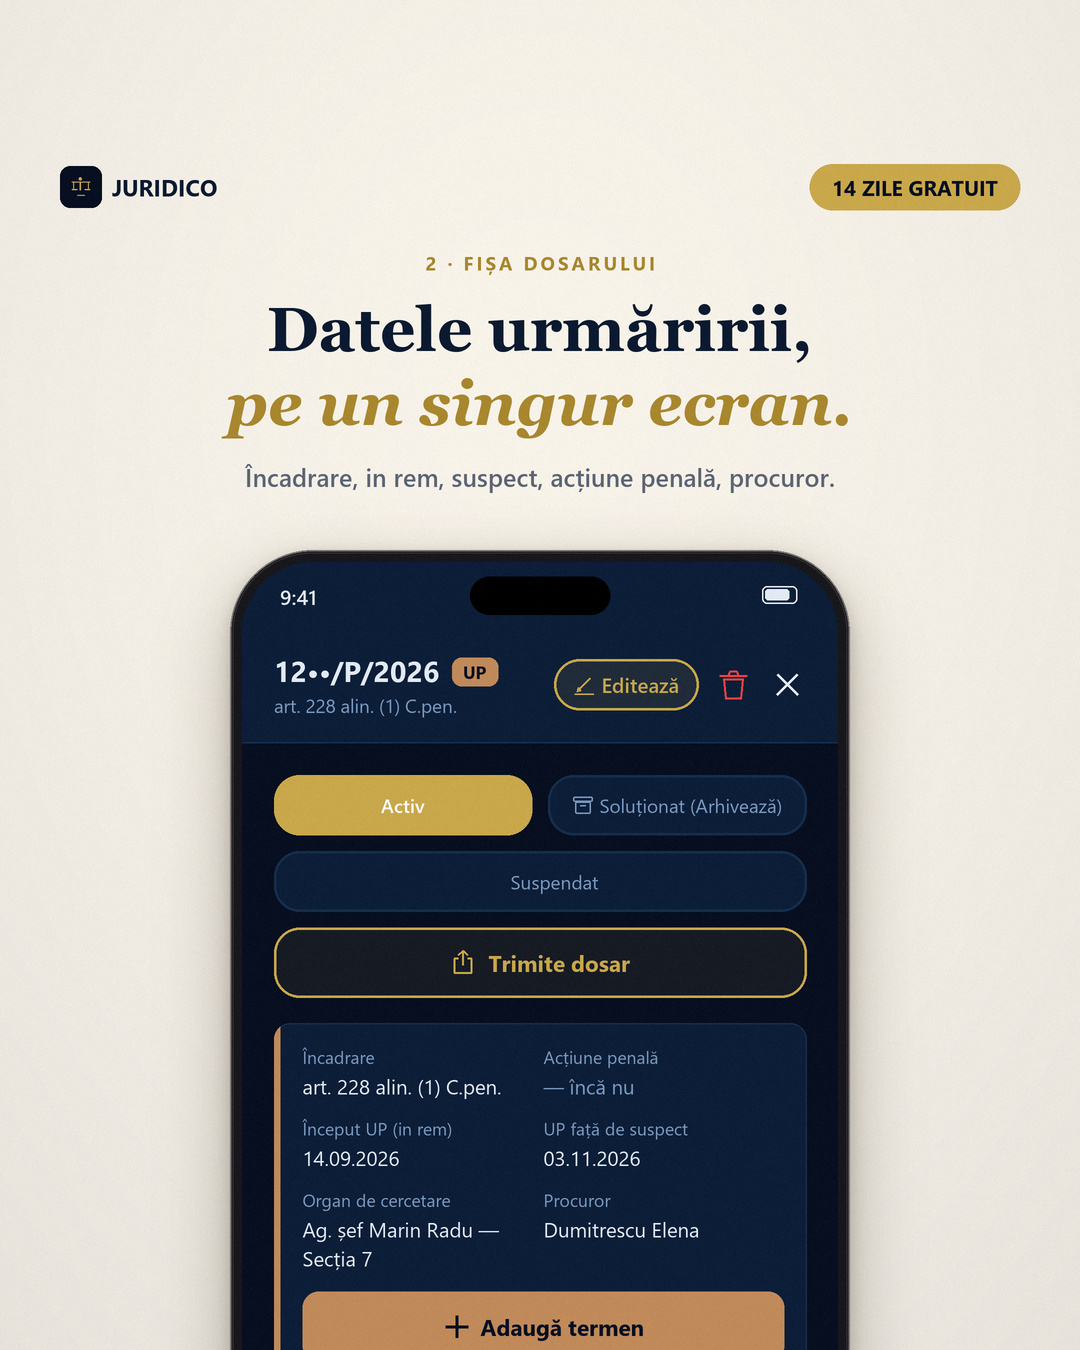 JURIDICO
14 ZILE GRATUIT
2 · FIȘA DOSARULUI
Datele urmăririi,
pe un singur ecran.
Încadrare, in rem, suspect, acțiune penală, procuror.
9:41
12••/P/2026 UP
art. 228 alin. (1) C.pen.
Editează
Activ
Soluționat (Arhivează)
Suspendat
Trimite dosar
Încadrare
art. 228 alin. (1) C.pen.
Acțiune penală
— încă nu
Început UP (in rem)
14.09.2026
UP față de suspect
03.11.2026
Organ de cercetare
Ag. șef Marin Radu —
Secția 7
Procuror
Dumitrescu Elena
+ Adaugă termen